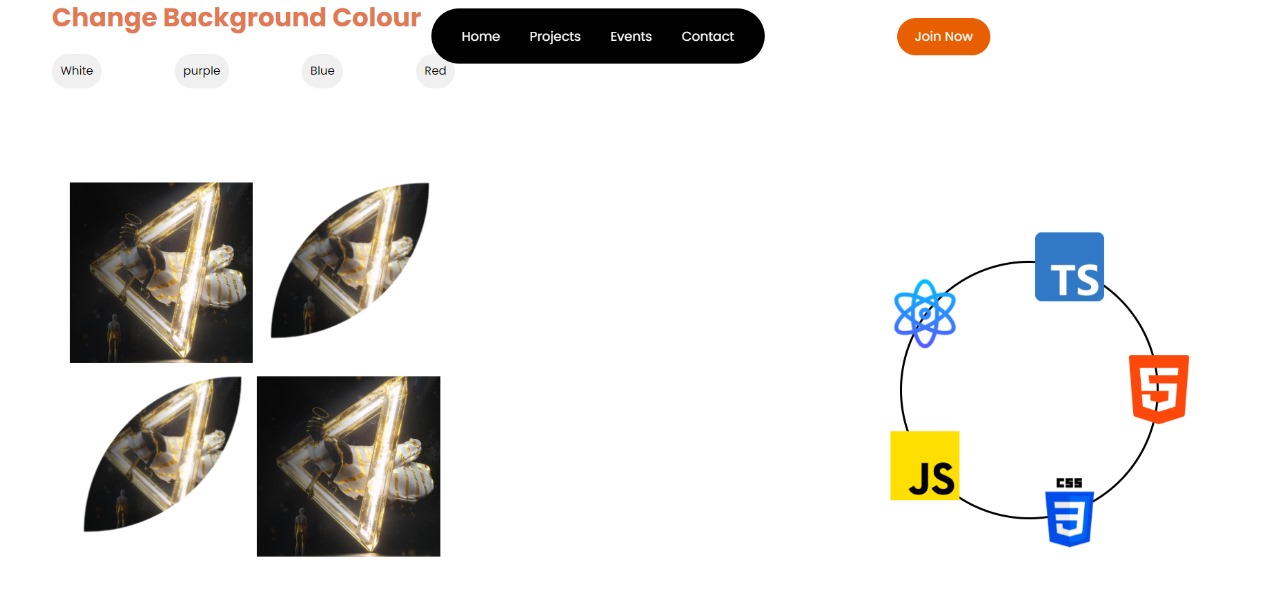 Change Background Colour
Home Projects Events Contact
Join Now
White purple Blue Red
TS
5
JS
CSS
3